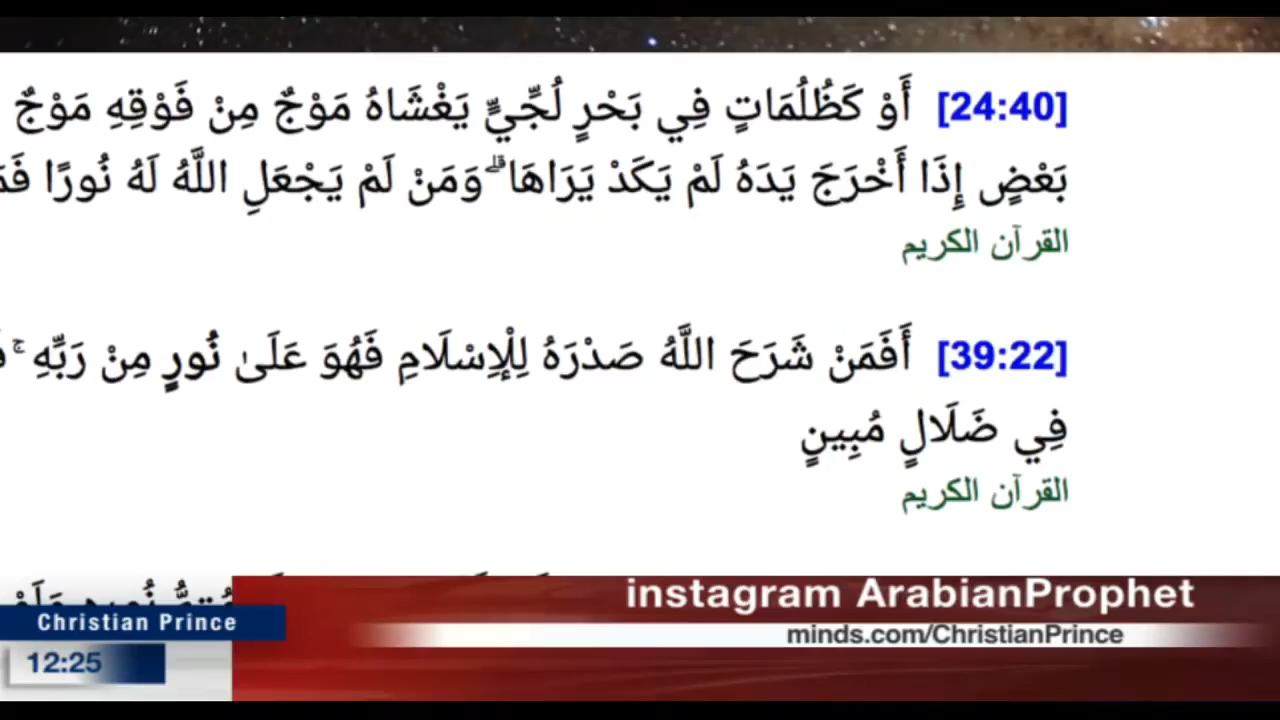 [24:40] أَوْ كَظُلُمَاتٍ فِي بَحْرٍ لُجِّيٍّ يَغْشَاهُ مَوْجٌ مِنْ فَوْقِهِ مَوْجٌ
بَعْضٍ إِذَا أَخْرَجَ يَدَهُ لَمْ يَكَدْ يَرَاهَا ۗ وَمَنْ لَمْ يَجْعَلِ اللَّهُ لَهُ نُورًا
القرآن الكريم
[39:22] أَفَمَنْ شَرَحَ اللَّهُ صَدْرَهُ لِلْإِسْلَامِ فَهُوَ عَلَىٰ نُورٍ مِنْ رَبِّهِ ۚ
فِي ضَلَالٍ مُبِينٍ
القرآن الكريم
instagram ArabianProphet
Christian Prince
minds.com/ChristianPrince
12:25